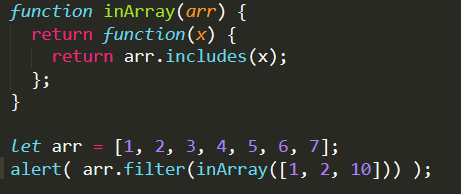 function inArray(arr) {
  return function(x) {
    return arr.includes(x);
  };
}

let arr = [1, 2, 3, 4, 5, 6, 7];
alert( arr.filter(inArray([1, 2, 10])) );